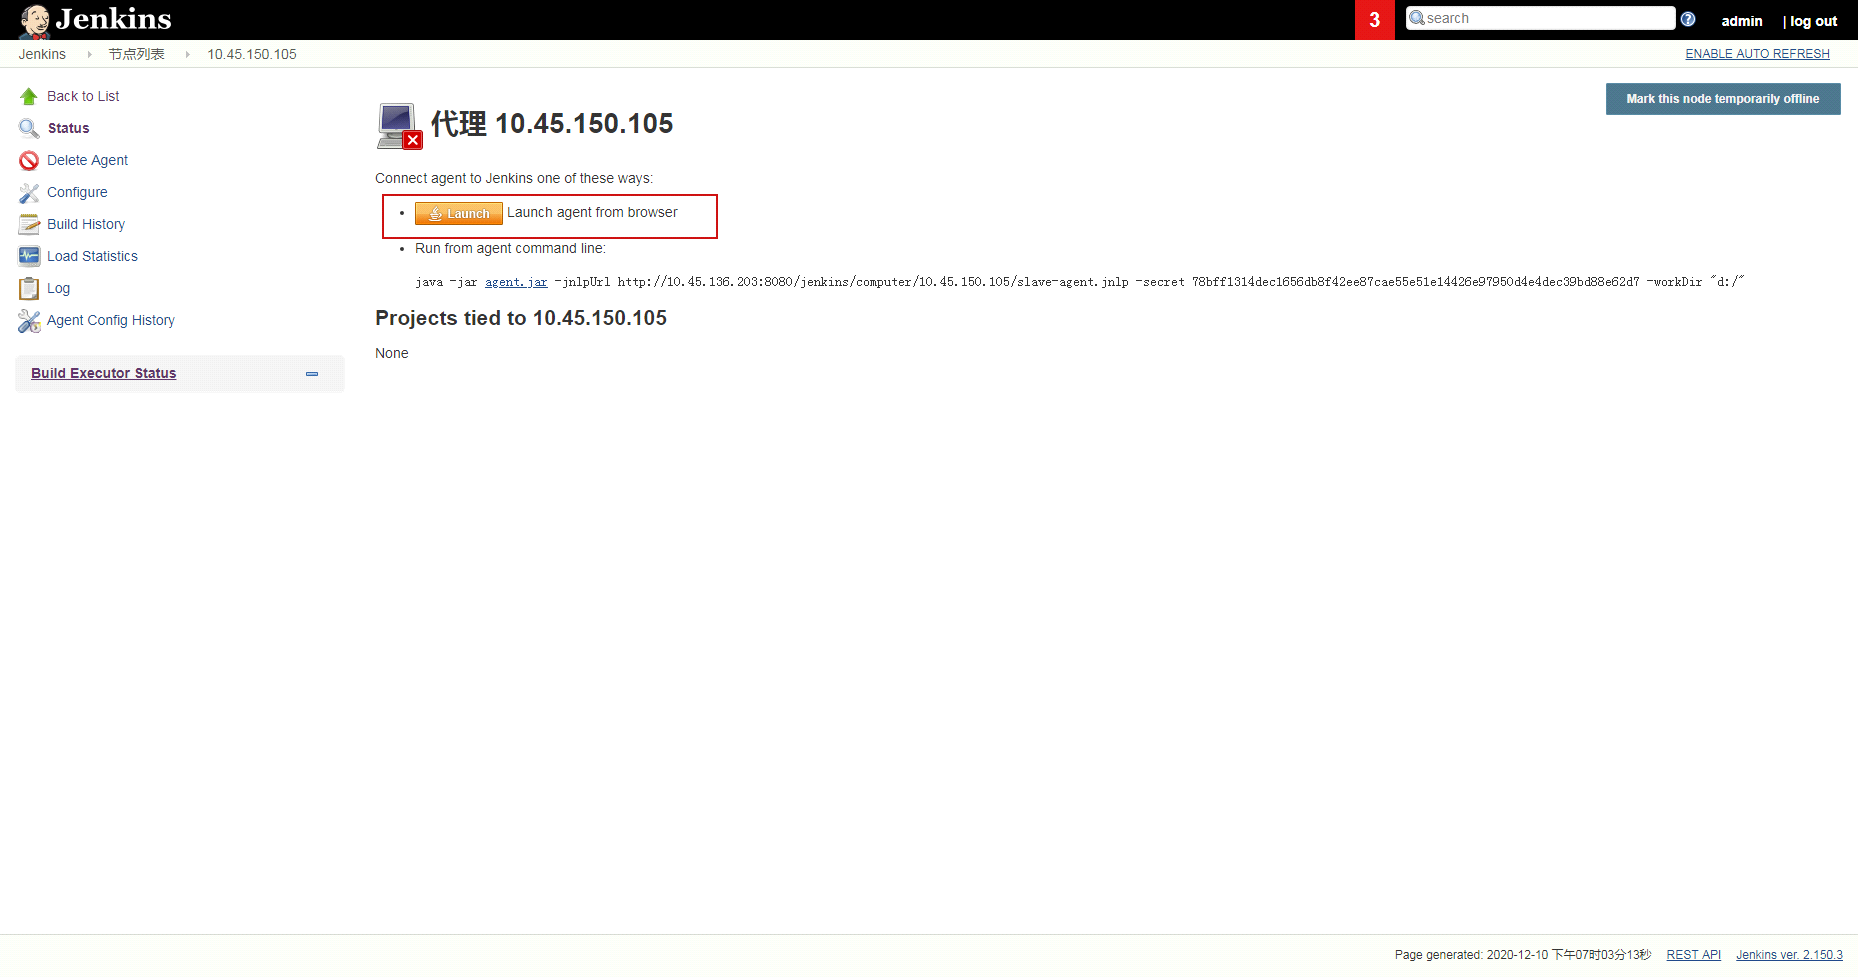 Jenkins
3
search
admin
| log out
Jenkins
节点列表
10.45.150.105
ENABLE AUTO REFRESH
Back to List
Status
Delete Agent
Configure
Build History
Load Statistics
Log
Agent Config History
Build Executor Status
Mark this node temporarily offline
代理 10.45.150.105
Connect agent to Jenkins one of these ways:
Launch Launch agent from browser
Run from agent command line:
java -jar agent.jar -jnlpUrl http://10.45.136.203:8080/jenkins/computer/10.45.150.105/slave-agent.jnlp -secret 78bff1314dec1656db8f42ee87cae55e51e14426e97950d4e4dec39bd88e62d7 -workDir "d:/"
Projects tied to 10.45.150.105
None
Page generated: 2020-12-10 下午07时03分13秒
REST API
Jenkins ver. 2.150.3